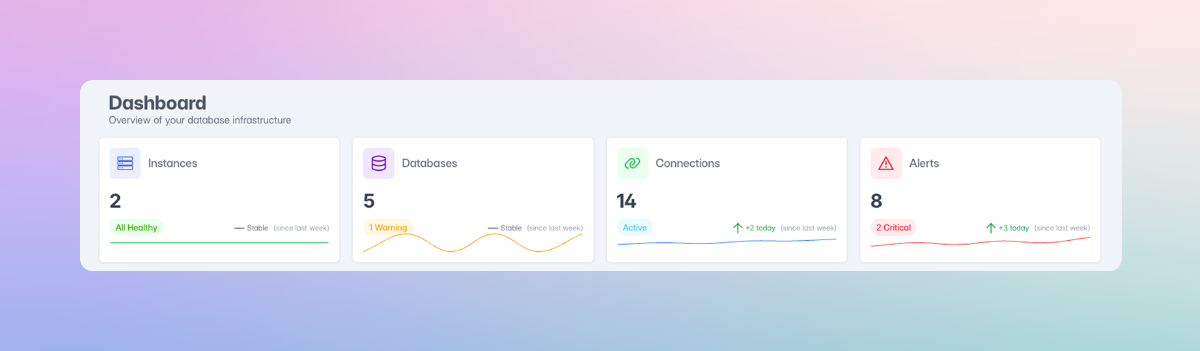 Dashboard
Overview of your database infrastructure
Instances
2
All Healthy — Stable (since last week)
Databases
5
1 Warning — Stable (since last week)
Connections
14
Active ↑ +2 today (since last week)
Alerts
8
2 Critical ↑ +3 today (since last week)